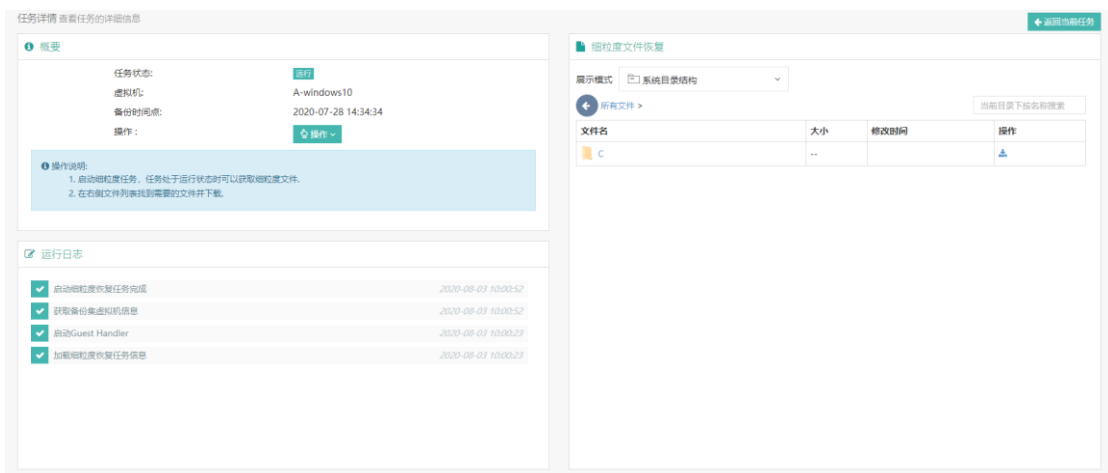 任务详情 查看任务的详细信息
返回当前任务
概要
任务状态: 运行
虚拟机: A-windows10
备份时间点: 2020-07-28 14:34:34
操作： 操作
操作说明:
1. 启动细粒度任务，任务处于运行状态时可以获取细粒度文件.
2. 在右侧文件列表找到需要的文件并下载.
运行日志
启动细粒度恢复任务完成 2020-08-03 10:00:52
获取备份集虚拟机信息 2020-08-03 10:00:52
启动Guest Handler 2020-08-03 10:00:23
加载细粒度恢复任务信息 2020-08-03 10:00:23
细粒度文件恢复
展示模式 系统目录结构
所有文件 > 当前目录下按名称搜索
文件名 大小 修改时间 操作
C --